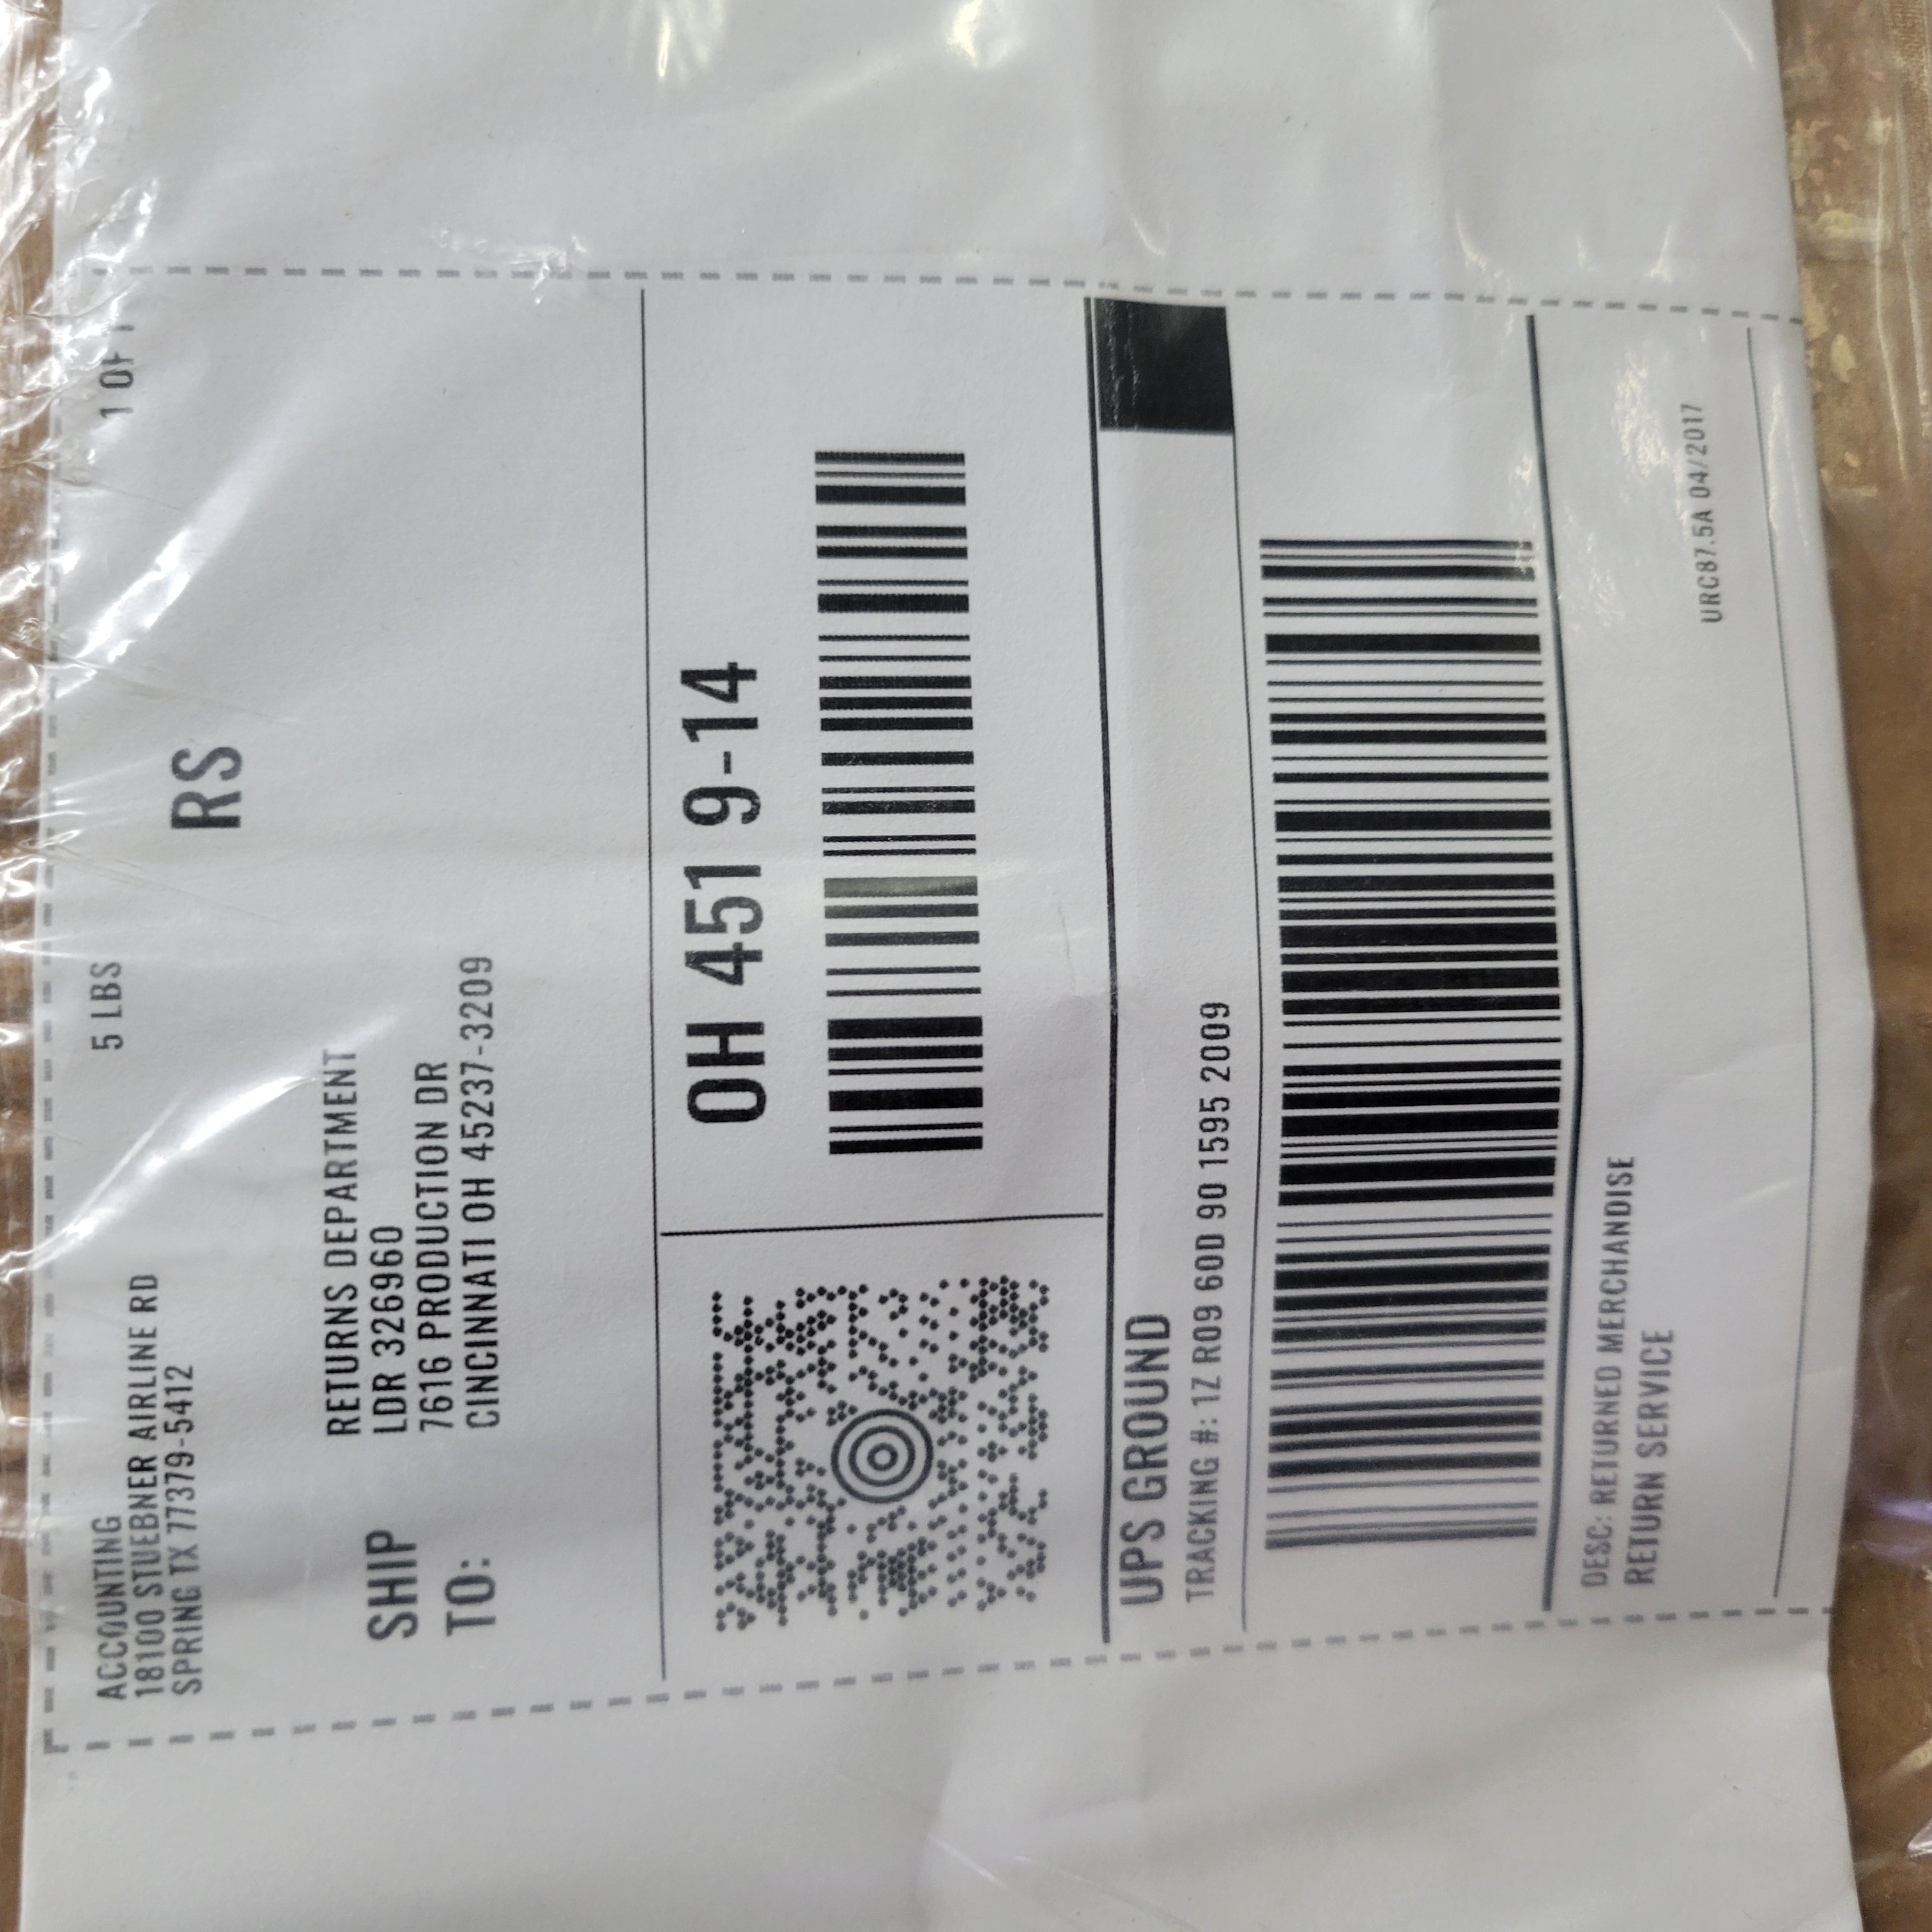 ACCOUNTING
18100 STUEBNER AIRLINE RD
SPRING TX 77379-5412
5 LBS
1 OF 1
RS
SHIP
TO:
RETURNS DEPARTMENT
LDR 326960
7616 PRODUCTION DR
CINCINNATI OH 45237-3209
OH 451 9-14
UPS GROUND
TRACKING #: 1Z R09 60D 90 1595 2009
DESC: RETURNED MERCHANDISE
RETURN SERVICE
URC87.5A 04/2017